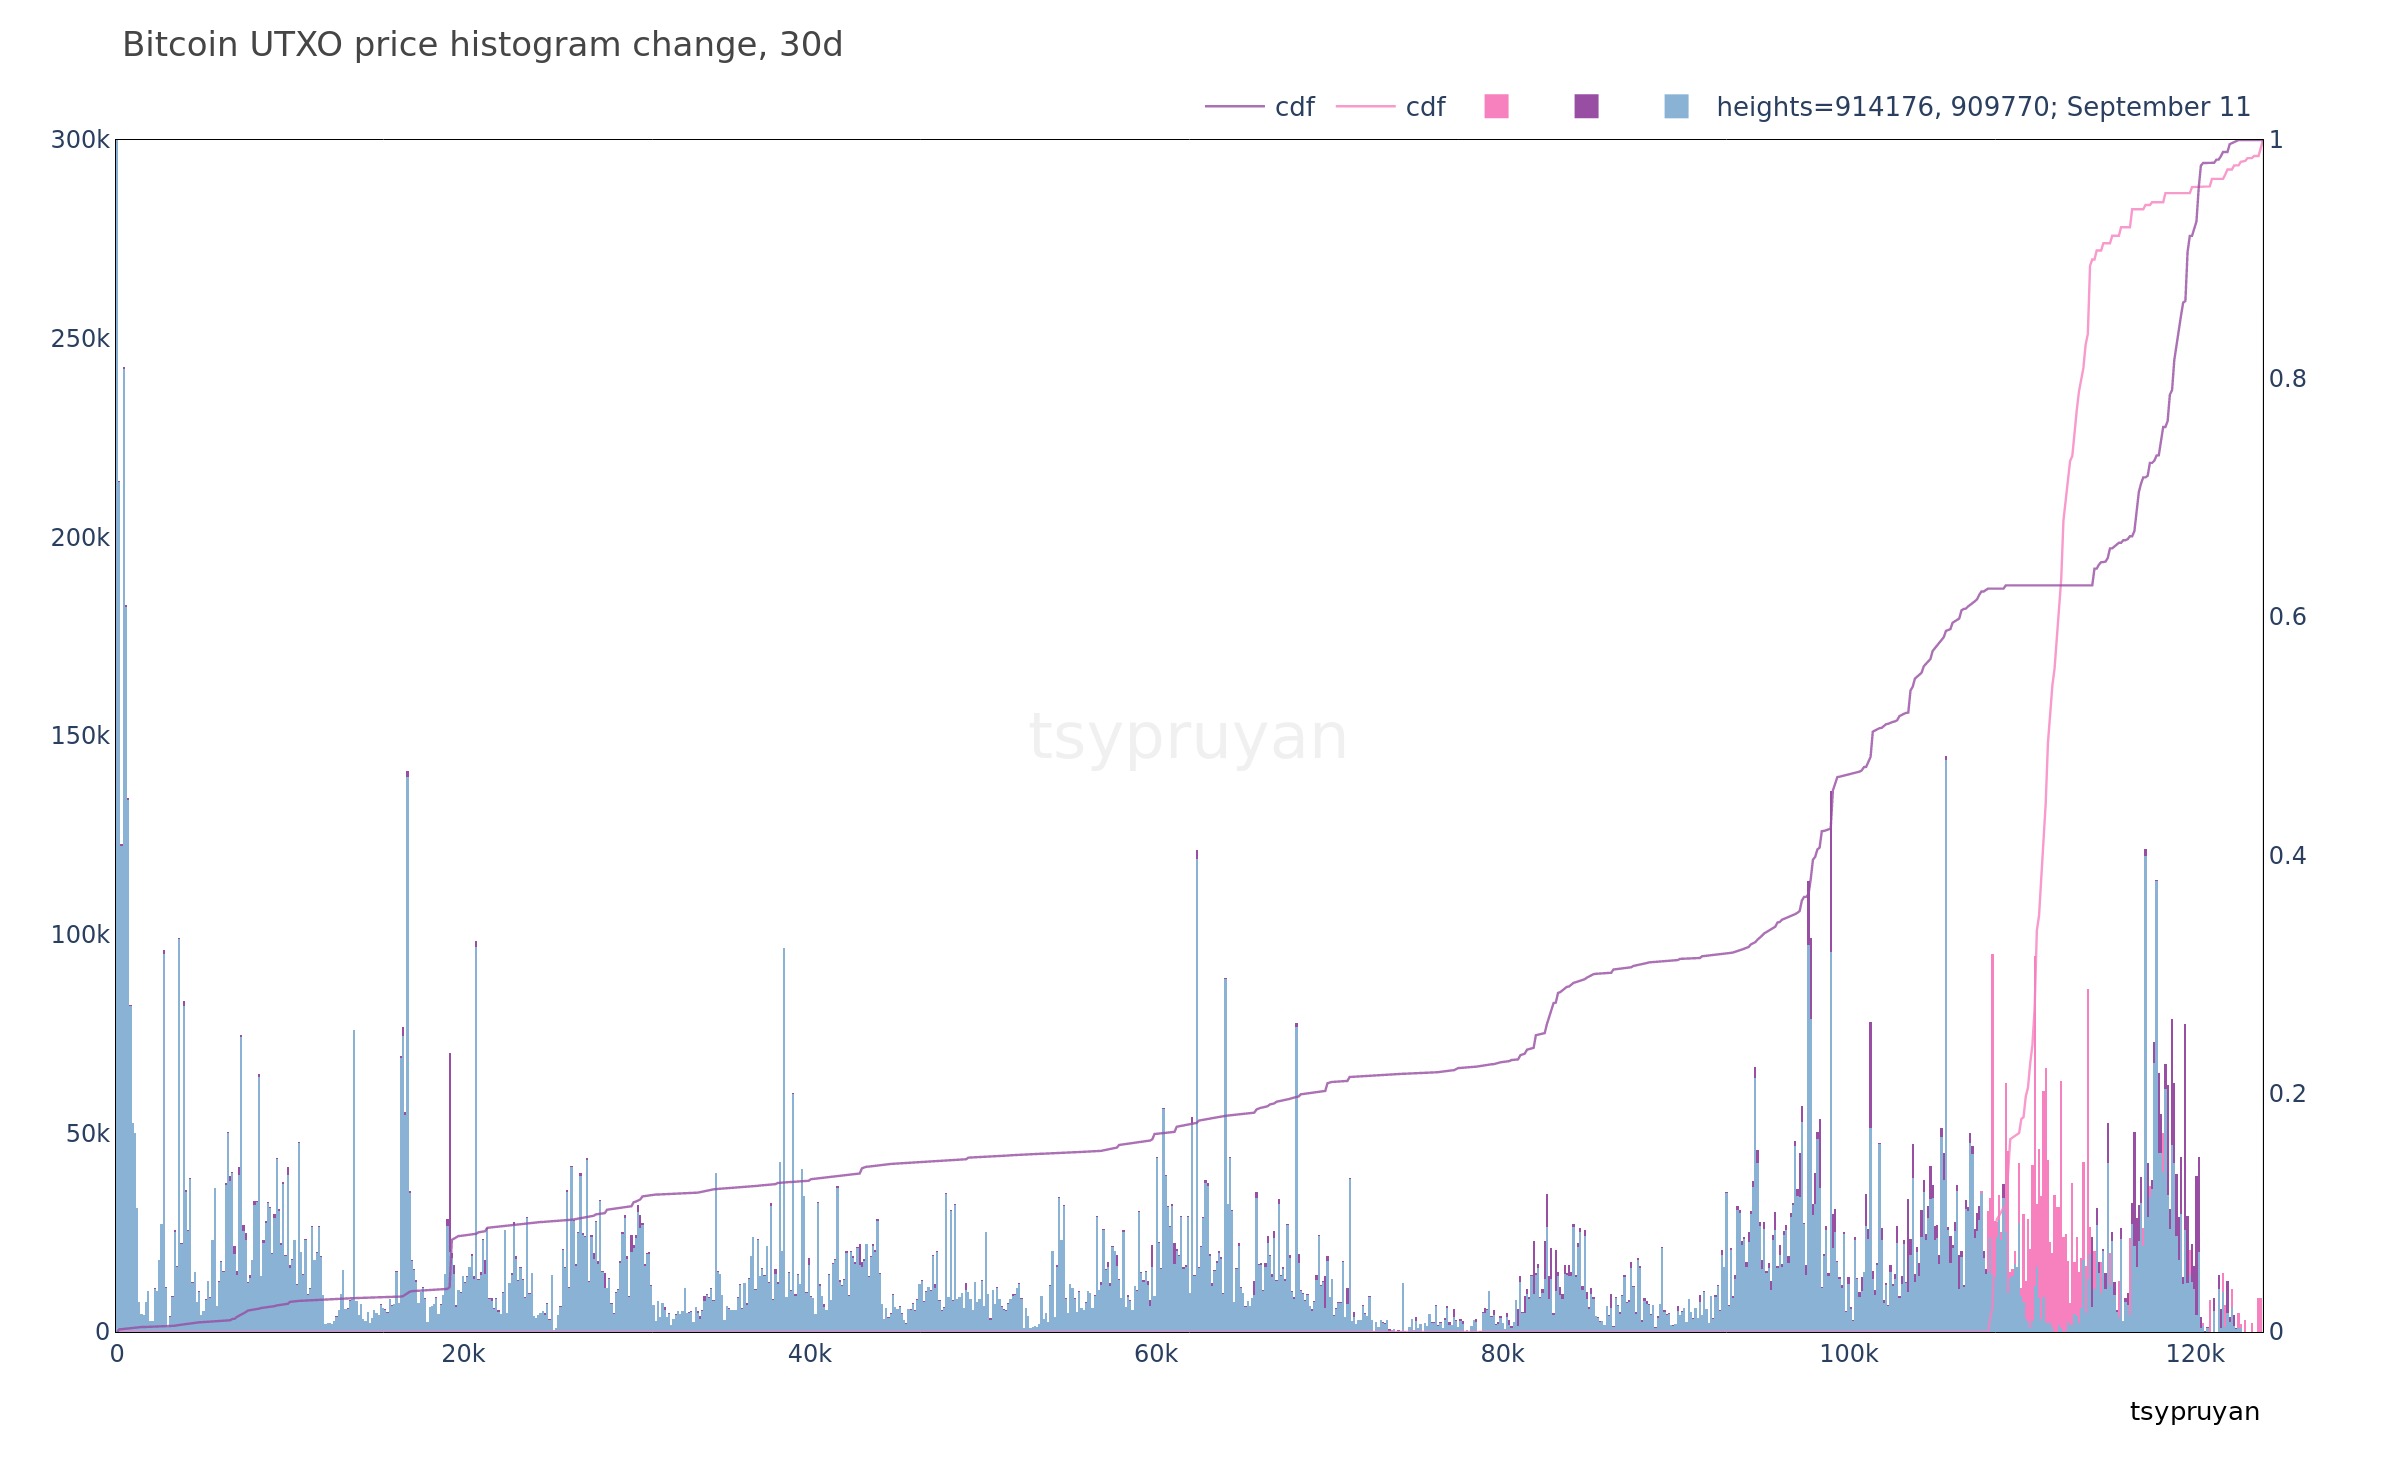 Bitcoin UTXO price histogram change, 30d
cdf cdf heights=914176, 909770; September 11
300k
250k
200k
150k
100k
50k
0
1
0.8
0.6
0.4
0.2
0
tsypruyan
0 20k 40k 60k 80k 100k 120k
tsypruyan